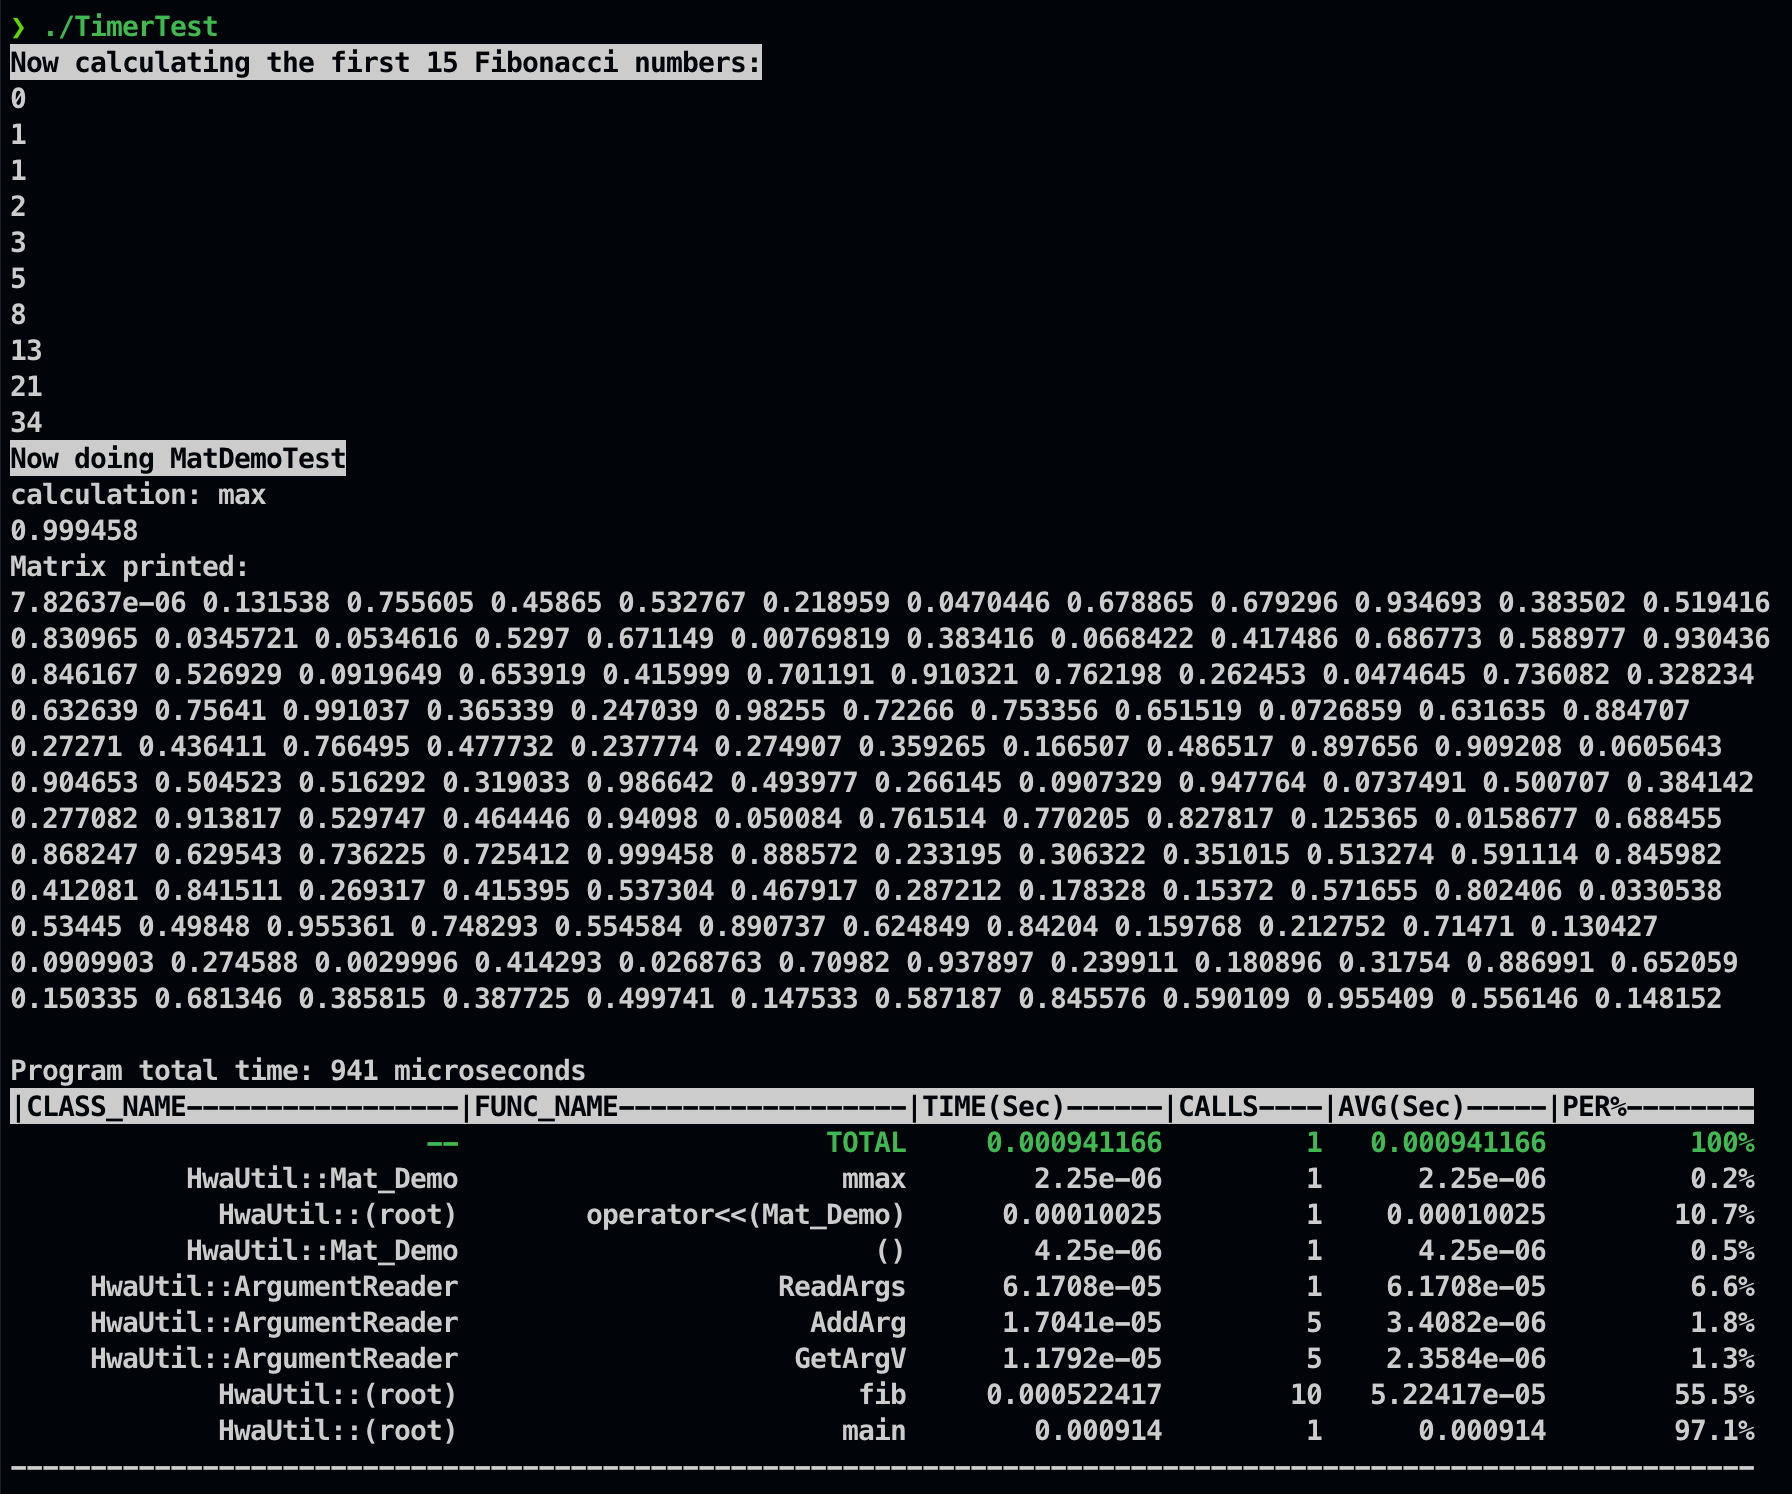 ❯ ./TimerTest
Now calculating the first 15 Fibonacci numbers:
0
1
1
2
3
5
8
13
21
34
Now doing MatDemoTest
calculation: max
0.999458
Matrix printed:
7.82637e-06 0.131538 0.755605 0.45865 0.532767 0.218959 0.0470446 0.678865 0.679296 0.934693 0.383502 0.519416
0.830965 0.0345721 0.0534616 0.5297 0.671149 0.00769819 0.383416 0.0668422 0.417486 0.686773 0.588977 0.930436
0.846167 0.526929 0.0919649 0.653919 0.415999 0.701191 0.910321 0.762198 0.262453 0.0474645 0.736082 0.328234
0.632639 0.75641 0.991037 0.365339 0.247039 0.98255 0.72266 0.753356 0.651519 0.0726859 0.631635 0.884707
0.27271 0.436411 0.766495 0.477732 0.237774 0.274907 0.359265 0.166507 0.486517 0.897656 0.909208 0.0605643
0.904653 0.504523 0.516292 0.319033 0.986642 0.493977 0.266145 0.0907329 0.947764 0.0737491 0.500707 0.384142
0.277082 0.913817 0.529747 0.464446 0.94098 0.050084 0.761514 0.770205 0.827817 0.125365 0.0158677 0.688455
0.868247 0.629543 0.736225 0.725412 0.999458 0.888572 0.233195 0.306322 0.351015 0.513274 0.591114 0.845982
0.412081 0.841511 0.269317 0.415395 0.537304 0.467917 0.287212 0.178328 0.15372 0.571655 0.802406 0.0330538
0.53445 0.49848 0.955361 0.748293 0.554584 0.890737 0.624849 0.84204 0.159768 0.212752 0.71471 0.130427
0.0909903 0.274588 0.0029996 0.414293 0.0268763 0.70982 0.937897 0.239911 0.180896 0.31754 0.886991 0.652059
0.150335 0.681346 0.385815 0.387725 0.499741 0.147533 0.587187 0.845576 0.590109 0.955409 0.556146 0.148152
Program total time: 941 microseconds
|CLASS_NAME-----------------|FUNC_NAME------------------|TIME(Sec)------|CALLS----|AVG(Sec)-----|PER%--------
-- TOTAL 0.000941166 1 0.000941166 100%
HwaUtil::Mat_Demo mmax 2.25e-06 1 2.25e-06 0.2%
HwaUtil::(root) operator<<(Mat_Demo) 0.00010025 1 0.00010025 10.7%
HwaUtil::Mat_Demo () 4.25e-06 1 4.25e-06 0.5%
HwaUtil::ArgumentReader ReadArgs 6.1708e-05 1 6.1708e-05 6.6%
HwaUtil::ArgumentReader AddArg 1.7041e-05 5 3.4082e-06 1.8%
HwaUtil::ArgumentReader GetArgV 1.1792e-05 5 2.3584e-06 1.3%
HwaUtil::(root) fib 0.000522417 10 5.22417e-05 55.5%
HwaUtil::(root) main 0.000914 1 0.000914 97.1%
-------------------------------------------------------------------------------------------------------------